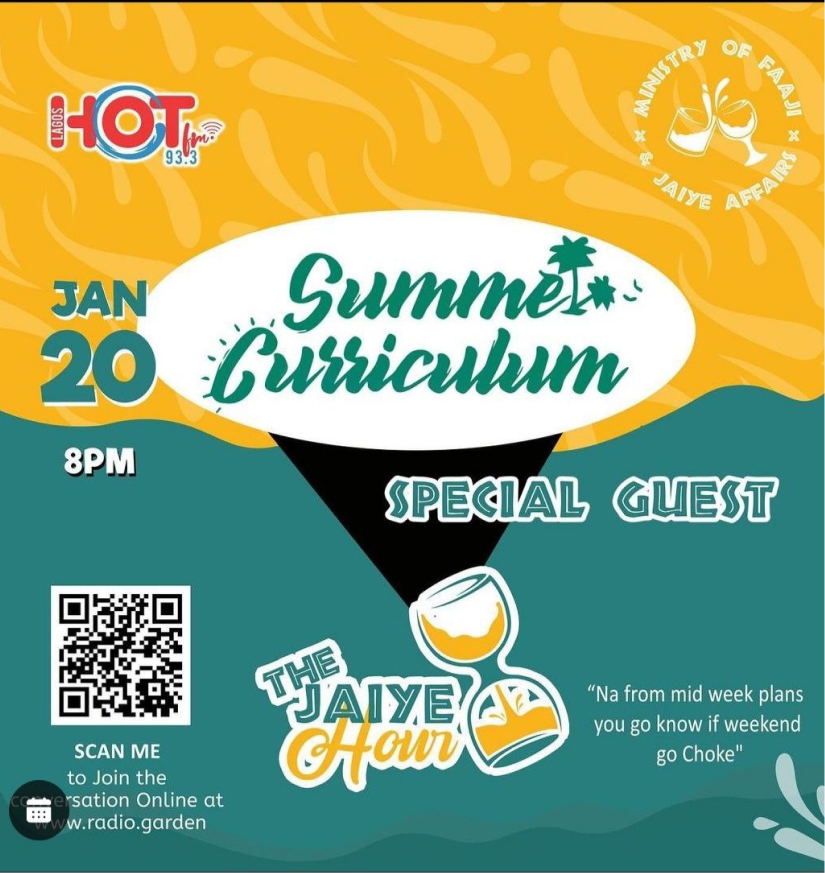 LAGOS
HOT fm
93.3
MINISTRY OF FAAJI
& JAIYE AFFAIRS
Summer
Curriculum
JAN
20
8PM
SPECIAL GUEST
THE
JAIYE
Hour
“Na from mid week plans
you go know if weekend
go Choke"
SCAN ME
to Join the
conversation Online at
www.radio.garden